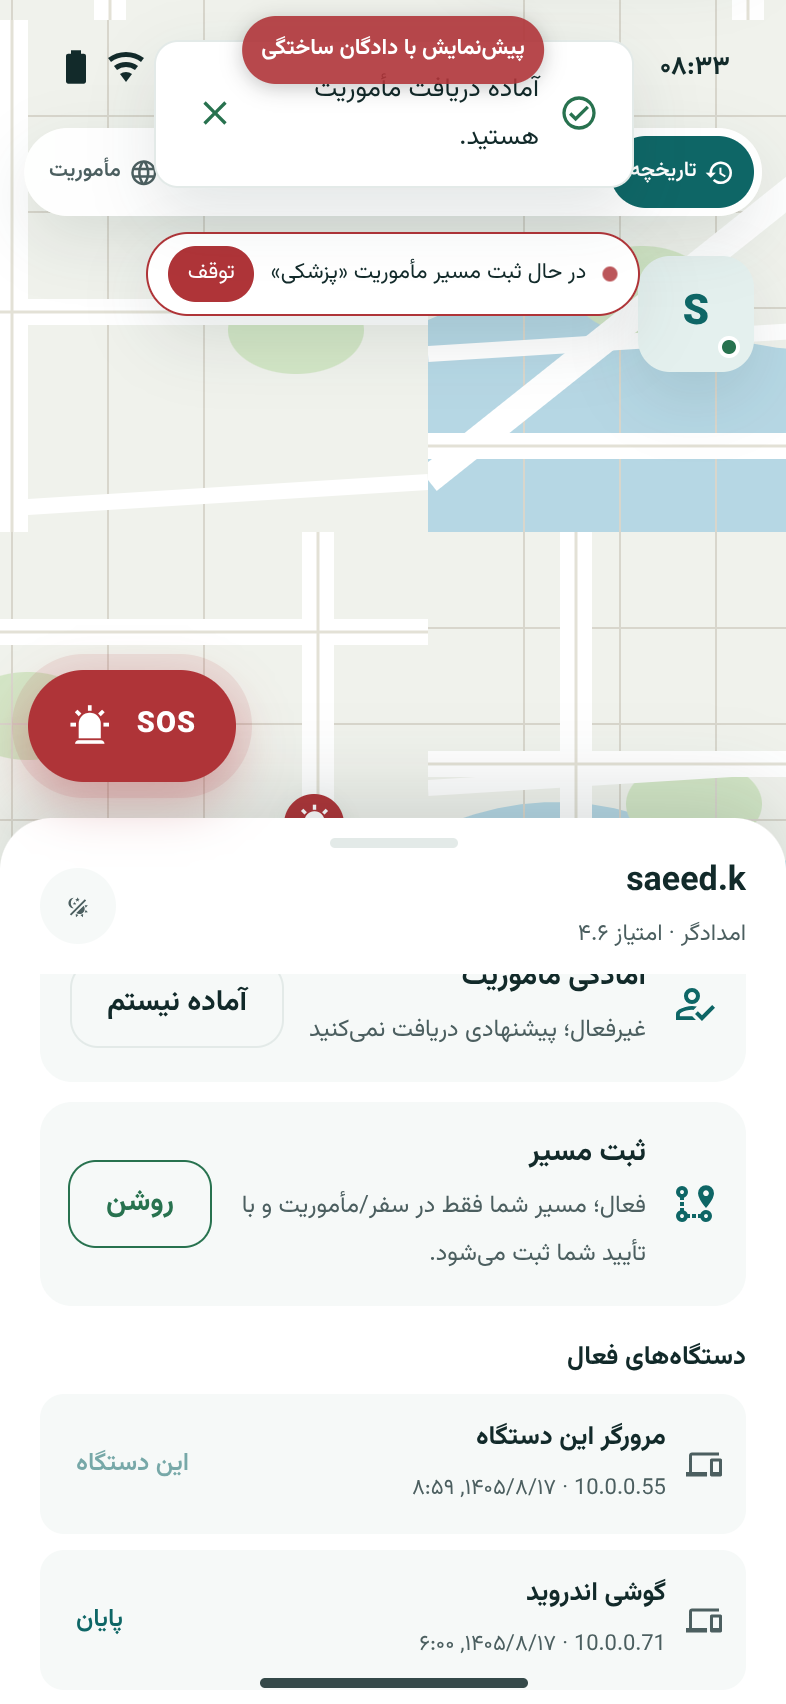 پیش‌نمایش با دادگان ساختگی
۰۸:۳۳
آماده دریافت مأموریت
هستید.
تاریخچه
مأموریت
در حال ثبت مسیر مأموریت «پزشکی»
توقف
S
SOS
saeed.k
امدادگر · امتیاز ۴.۶
آمادگی مأموریت
غیرفعال؛ پیشنهادی دریافت نمی‌کنید
آماده نیستم
ثبت مسیر
فعال؛ مسیر شما فقط در سفر/مأموریت و با
تأیید شما ثبت می‌شود.
روشن
دستگاه‌های فعال
مرورگر این دستگاه
10.0.0.55 · ۱۴۰۵/۸/۱۷, ۸:۵۹
این دستگاه
گوشی اندروید
10.0.0.71 · ۱۴۰۵/۸/۱۷, ۶:۰۰
پایان